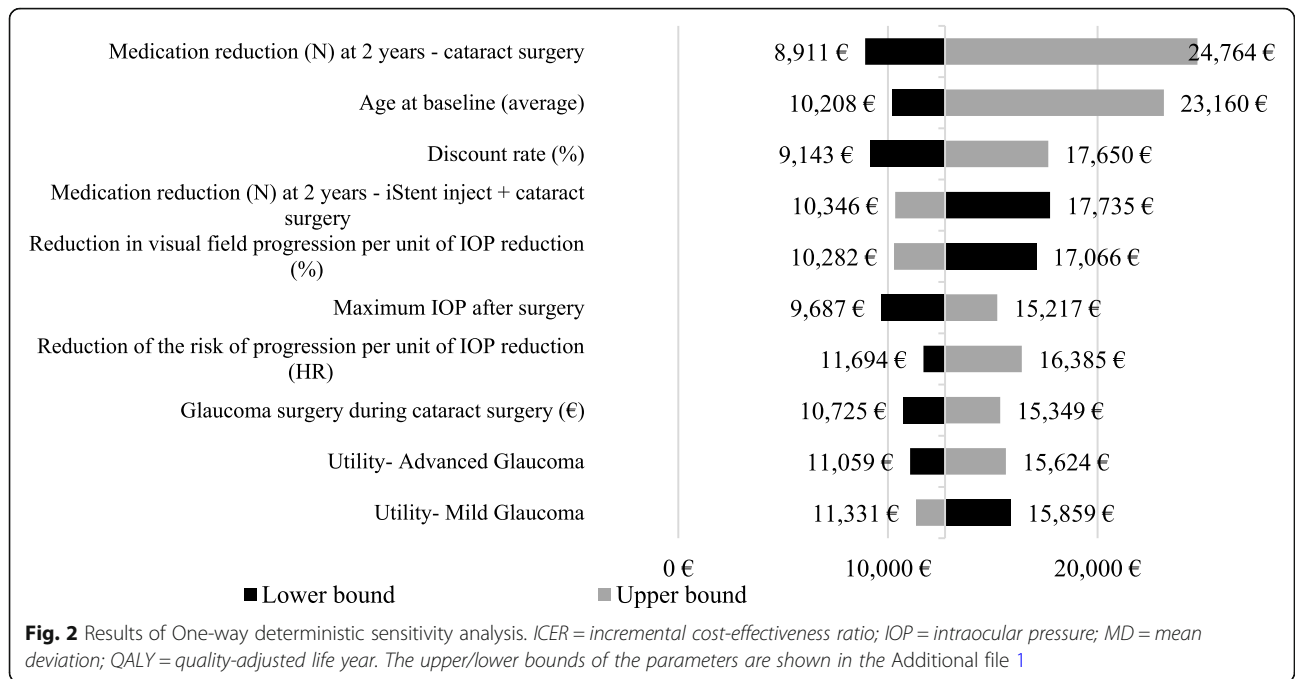 Medication reduction (N) at 2 years - cataract surgery
8,911 €
24,764 €
Age at baseline (average)
10,208 €
23,160 €
Discount rate (%)
9,143 €
17,650 €
Medication reduction (N) at 2 years - iStent inject + cataract
surgery
10,346 €
17,735 €
Reduction in visual field progression per unit of IOP reduction
(%)
10,282 €
17,066 €
Maximum IOP after surgery
9,687 €
15,217 €
Reduction of the risk of progression per unit of IOP reduction
(HR)
11,694 €
16,385 €
Glaucoma surgery during cataract surgery (€)
10,725 €
15,349 €
Utility- Advanced Glaucoma
11,059 €
15,624 €
Utility- Mild Glaucoma
11,331 €
15,859 €
0 €
10,000 €
20,000 €
Lower bound
Upper bound
Fig. 2 Results of One-way deterministic sensitivity analysis. ICER = incremental cost-effectiveness ratio; IOP = intraocular pressure; MD = mean
deviation; QALY = quality-adjusted life year. The upper/lower bounds of the parameters are shown in the Additional file 1